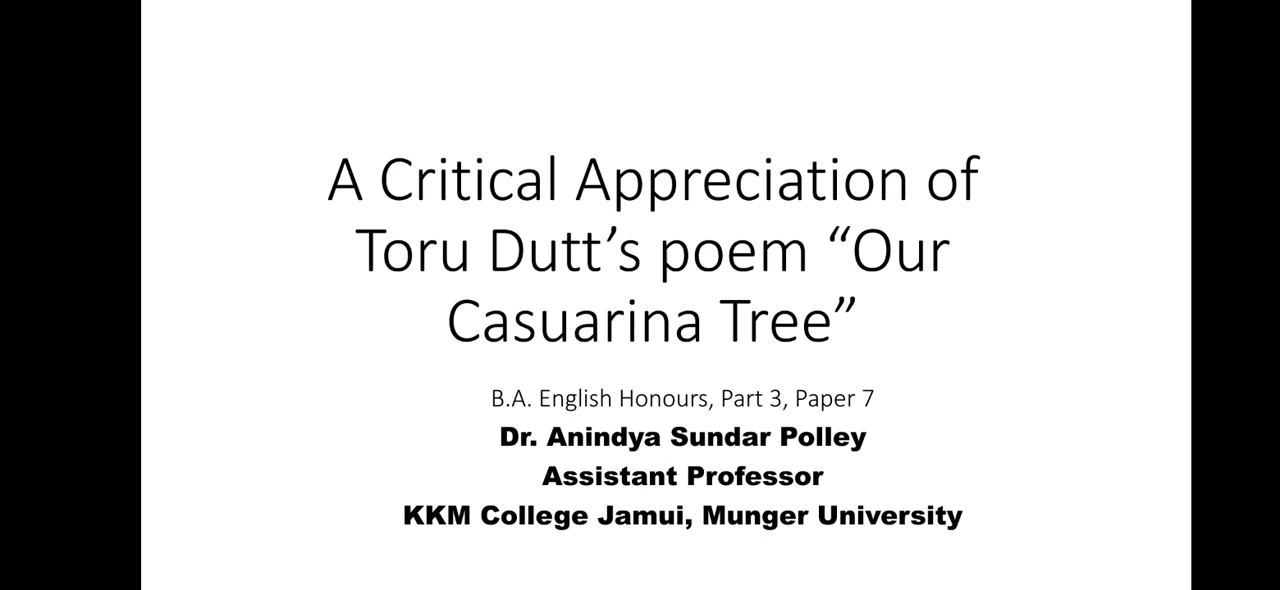 A Critical Appreciation of
Toru Dutt’s poem “Our
Casuarina Tree”
B.A. English Honours, Part 3, Paper 7
Dr. Anindya Sundar Polley
Assistant Professor
KKM College Jamui, Munger University